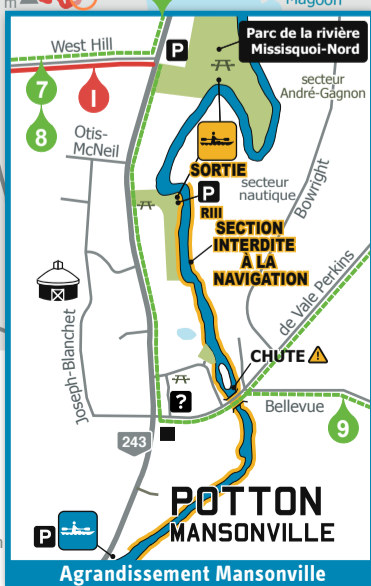 m
Magoon
West Hill
P
Parc de la rivière
Missisquoi-Nord
secteur
André-Gagnon
7
I
8
Otis-
McNeil
SORTIE
P
secteur
nautique
RIII
Bowright
SECTION
INTERDITE
À LA
NAVIGATION
de Vale Perkins
Joseph-Blanchet
CHUTE
?
Bellevue
9
243
POTTON
MANSONVILLE
P
Agrandissement Mansonville